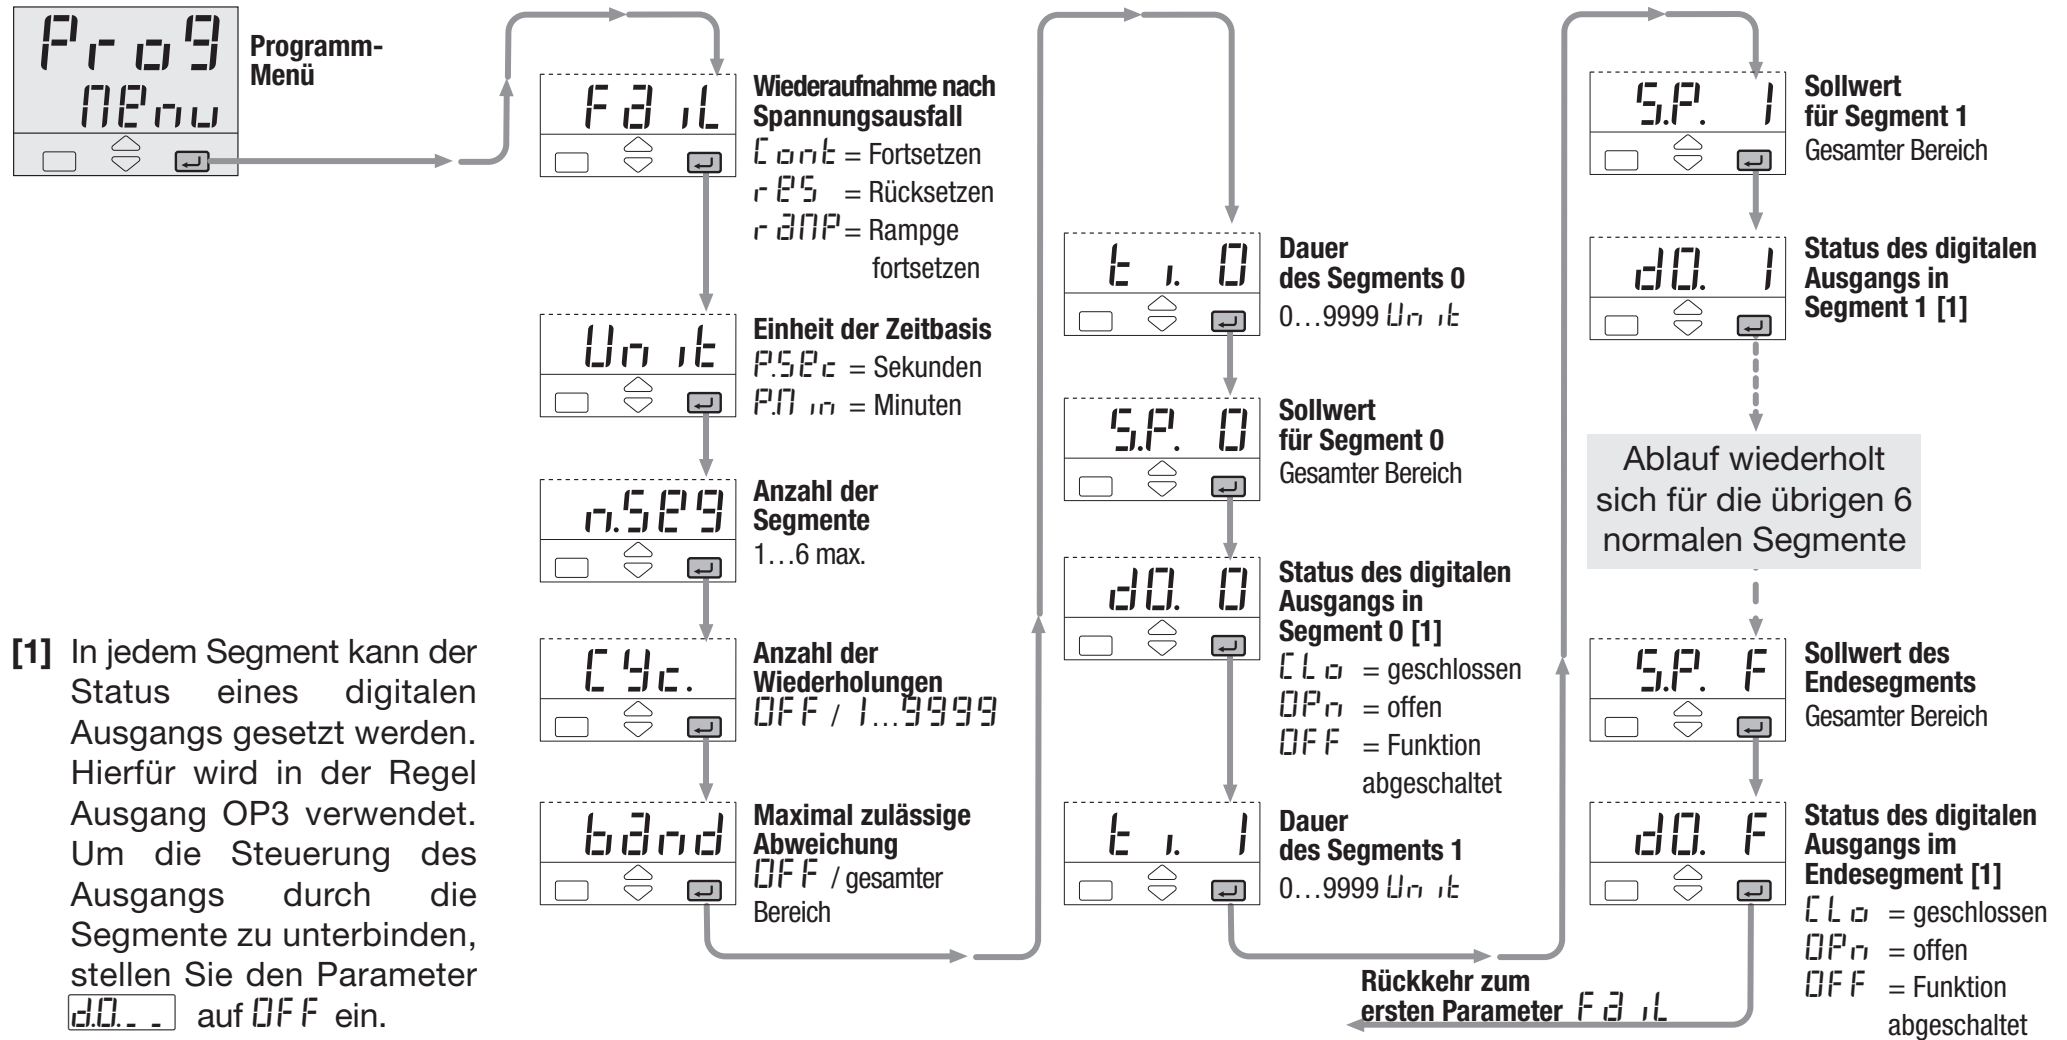 Prog
MEnu
Programm-
Menü
FaiL
Wiederaufnahme nach
Spannungsausfall
Cont = Fortsetzen
rES = Rücksetzen
raMP = Rampge
fortsetzen
Unit
Einheit der Zeitbasis
P.SEc = Sekunden
P.Min = Minuten
n.SEg
Anzahl der
Segmente
1…6 max.
CYc.
Anzahl der
Wiederholungen
OFF / 1…9999
band
Maximal zulässige
Abweichung
OFF / gesamter
Bereich
[1] In jedem Segment kann der
Status eines digitalen
Ausgangs gesetzt werden.
Hierfür wird in der Regel
Ausgang OP3 verwendet.
Um die Steuerung des
Ausgangs durch die
Segmente zu unterbinden,
stellen Sie den Parameter
d.O._ _ auf OFF ein.
ti. 0
Dauer
des Segments 0
0…9999 Unit
S.P. 0
Sollwert
für Segment 0
Gesamter Bereich
dO. 0
Status des digitalen
Ausgangs in
Segment 0 [1]
CLo = geschlossen
OPn = offen
OFF = Funktion
abgeschaltet
ti. 1
Dauer
des Segments 1
0…9999 Unit
S.P. 1
Sollwert
für Segment 1
Gesamter Bereich
dO. 1
Status des digitalen
Ausgangs in
Segment 1 [1]
Ablauf wiederholt
sich für die übrigen 6
normalen Segmente
S.P. F
Sollwert des
Endesegments
Gesamter Bereich
dO. F
Status des digitalen
Ausgangs im
Endesegment [1]
CLo = geschlossen
OPn = offen
OFF = Funktion
abgeschaltet
Rückkehr zum
ersten Parameter FaiL